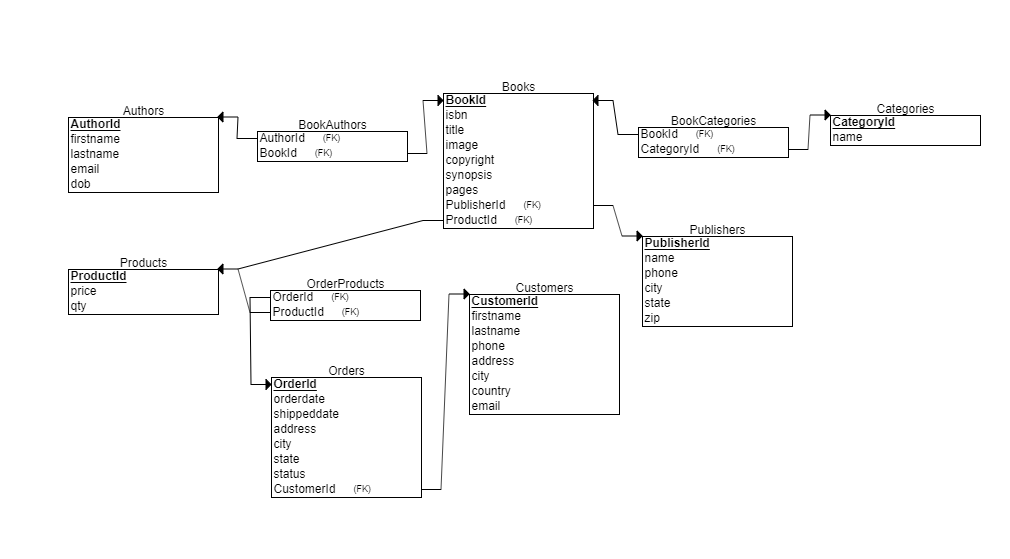 Authors
AuthorId
firstname
lastname
email
dob
BookAuthors
AuthorId (FK)
BookId (FK)
Books
BookId
isbn
title
image
copyright
synopsis
pages
PublisherId (FK)
ProductId (FK)
BookCategories
BookId (FK)
CategoryId (FK)
Categories
CategoryId
name
Publishers
PublisherId
name
phone
city
state
zip
Products
ProductId
price
qty
OrderProducts
OrderId (FK)
ProductId (FK)
Customers
CustomerId
firstname
lastname
phone
address
city
country
email
Orders
OrderId
orderdate
shippeddate
address
city
state
status
CustomerId (FK)